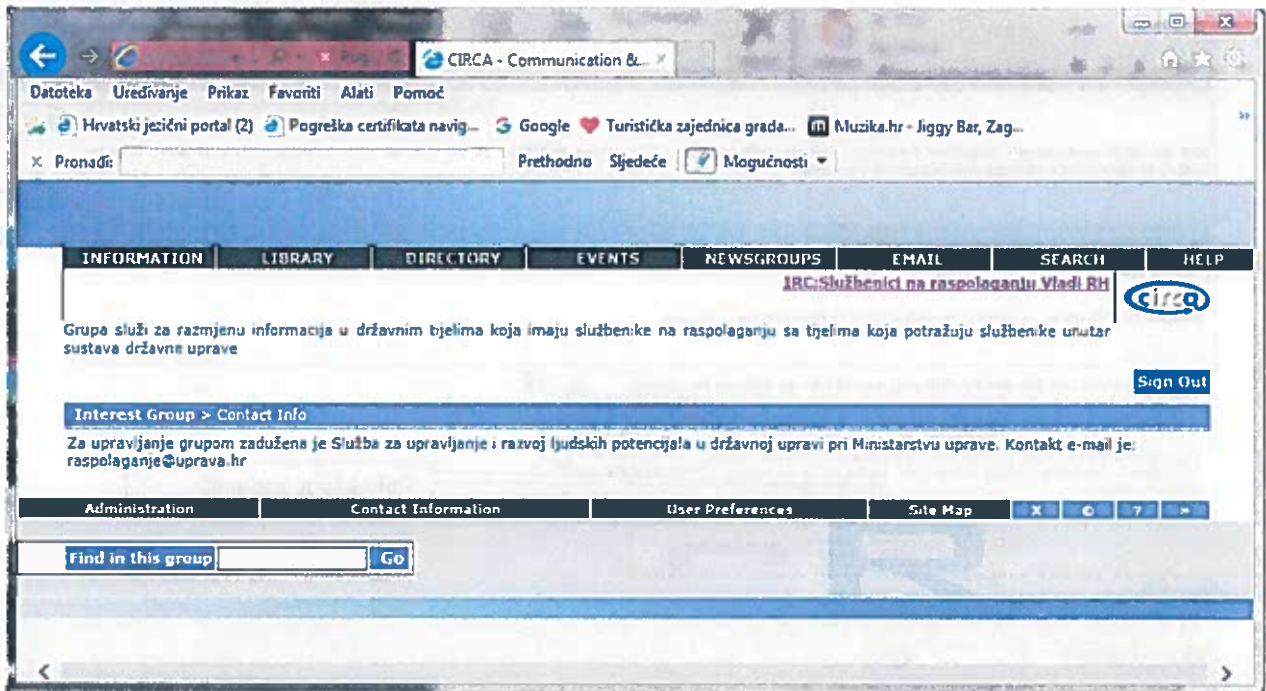 CIRCA - Communication &...
Datoteka Uređivanje Prikaz Favoriti Alati Pomoć
Hrvatski jezični portal (2) Pogreška certifikata navig... Google Turistička zajednica grada... Muzika.hr - Jiggy Bar, Zag...
× Pronađi: Prethodno Sljedeće Mogućnosti
INFORMATION LIBRARY DIRECTORY EVENTS NEWSGROUPS EMAIL SEARCH HELP
IRC:Službenici na raspolaganju Vladi RH
circa
Grupa služi za razmjenu informacija u državnim tijelima koja imaju službenike na raspolaganju sa tijelima koja potražuju službenike unutar
sustava državne uprave
Sign Out
Interest Group > Contact Info
Za upravljanje grupom zadužena je Služba za upravljanje i razvoj ljudskih potencijala u državnoj upravi pri Ministarstvu uprave. Kontakt e-mail je:
raspolaganje@uprava.hr
Administration Contact Information User Preferences Site Map X © ? »
Find in this group Go